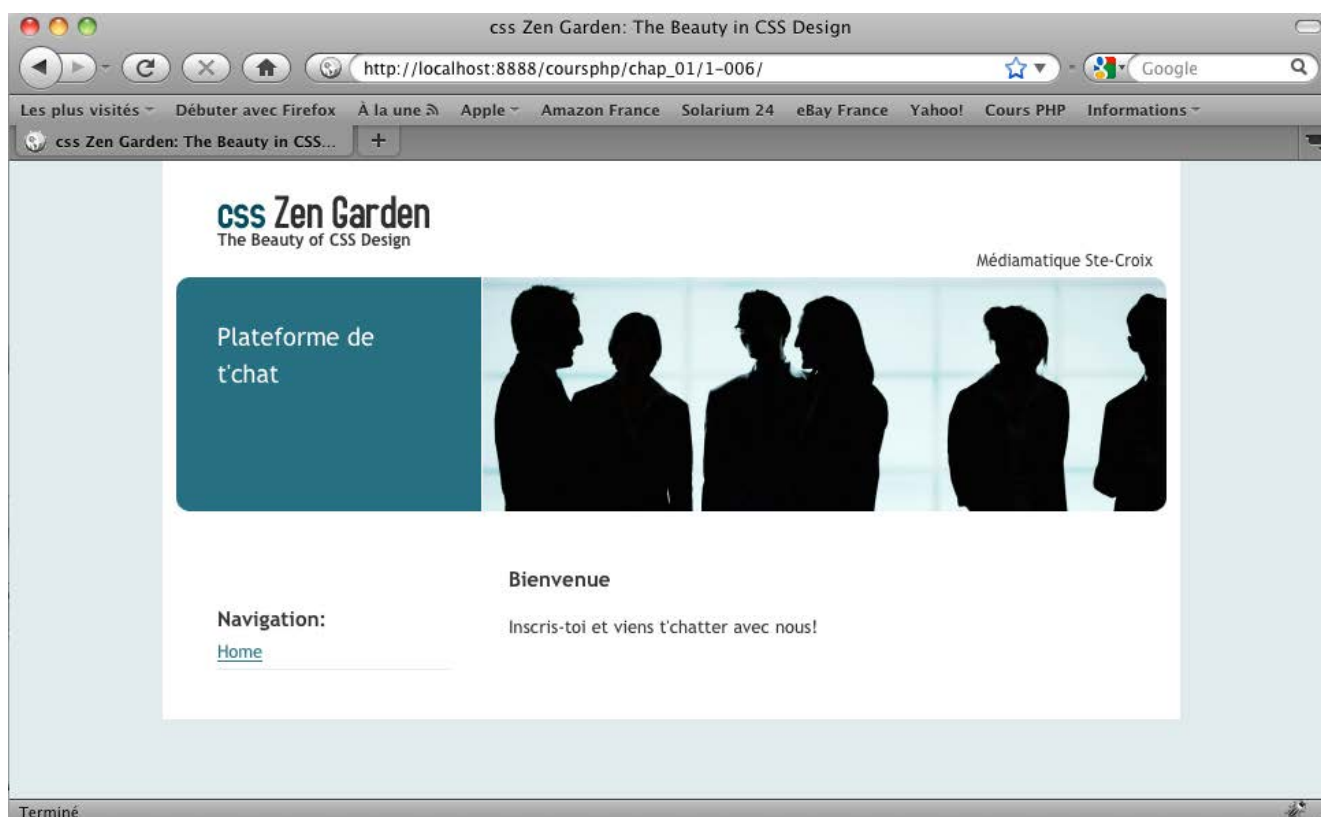 css Zen Garden: The Beauty in CSS Design
http://localhost:8888/coursphp/chap_01/1-006/
Google
Les plus visités Débuter avec Firefox À la une Apple Amazon France Solarium 24 eBay France Yahoo! Cours PHP Informations
css Zen Garden: The Beauty in CSS... +
css Zen Garden
The Beauty of CSS Design
Médiamatique Ste-Croix
Plateforme de
t'chat
Bienvenue
Navigation:
Inscris-toi et viens t'chatter avec nous!
Home
Terminé